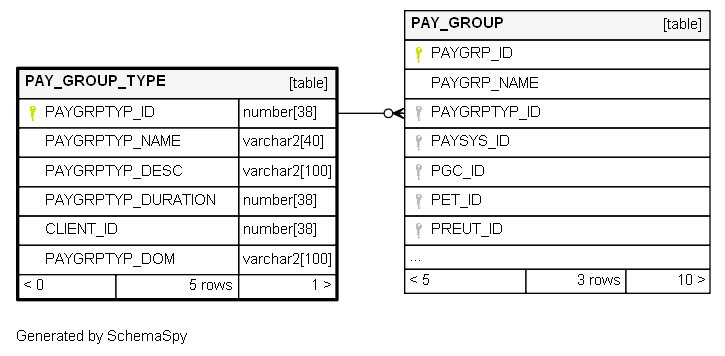 PAY_GROUP_TYPE [table]
PAYGRPTYP_ID number[38]
PAYGRPTYP_NAME varchar2[40]
PAYGRPTYP_DESC varchar2[100]
PAYGRPTYP_DURATION number[38]
CLIENT_ID number[38]
PAYGRPTYP_DOM varchar2[100]
< 0 5 rows 1 >
PAY_GROUP [table]
PAYGRP_ID
PAYGRP_NAME
PAYGRPTYP_ID
PAYSYS_ID
PGC_ID
PET_ID
PREUT_ID
...
< 5 3 rows 10 >
Generated by SchemaSpy